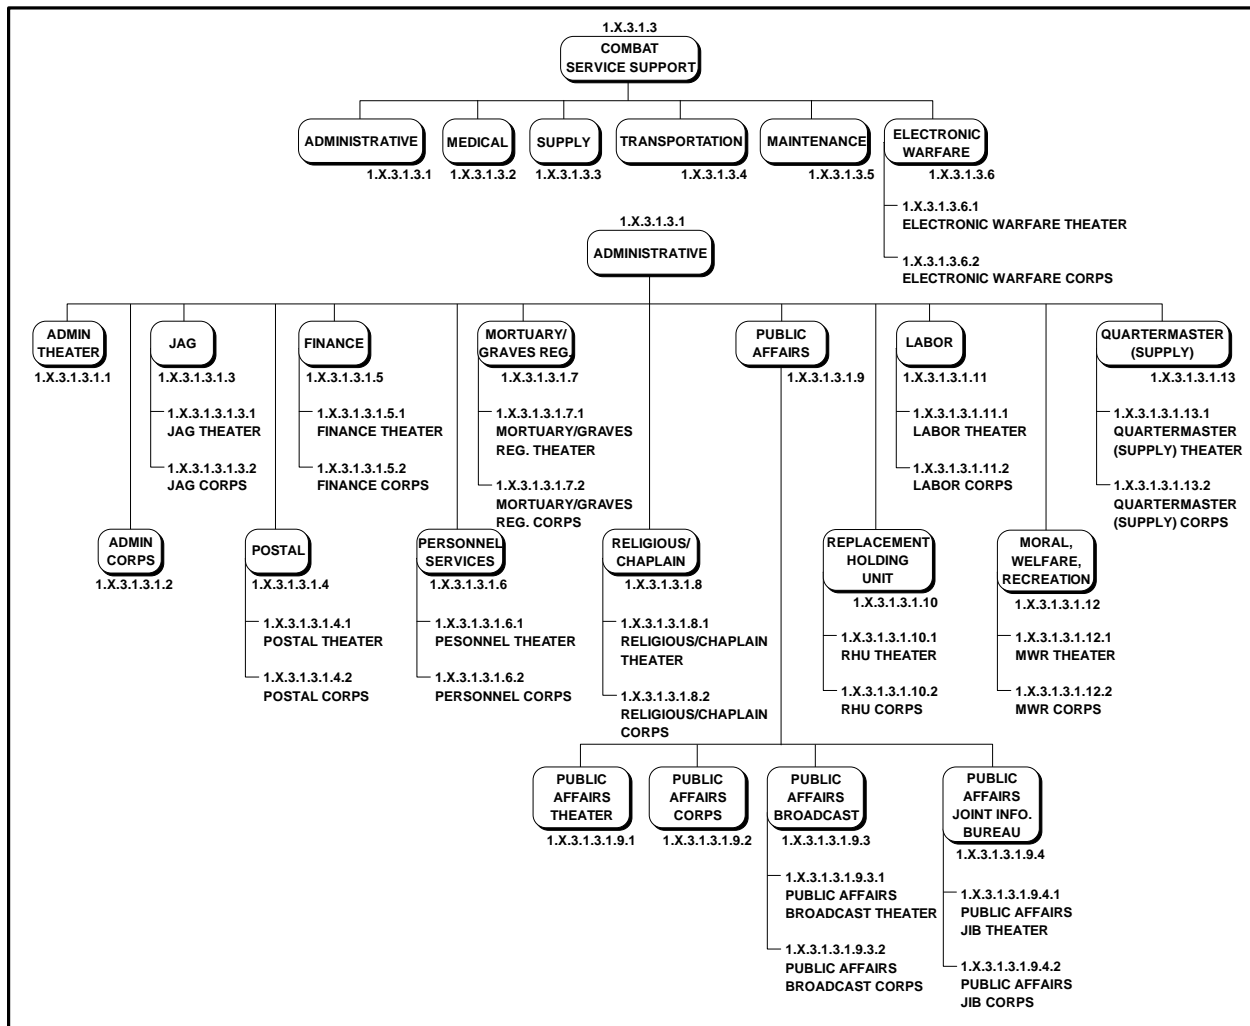 1.X.3.1.3
COMBAT
SERVICE SUPPORT
ADMINISTRATIVE
1.X.3.1.3.1
MEDICAL
1.X.3.1.3.2
SUPPLY
1.X.3.1.3.3
TRANSPORTATION
1.X.3.1.3.4
MAINTENANCE
1.X.3.1.3.5
ELECTRONIC
WARFARE
1.X.3.1.3.6
1.X.3.1.3.6.1
ELECTRONIC WARFARE THEATER
1.X.3.1.3.6.2
ELECTRONIC WARFARE CORPS
1.X.3.1.3.1
ADMINISTRATIVE
ADMIN
THEATER
1.X.3.1.3.1.1
JAG
1.X.3.1.3.1.3
1.X.3.1.3.1.3.1
JAG THEATER
1.X.3.1.3.1.3.2
JAG CORPS
FINANCE
1.X.3.1.3.1.5
1.X.3.1.3.1.5.1
FINANCE THEATER
1.X.3.1.3.1.5.2
FINANCE CORPS
MORTUARY/
GRAVES REG.
1.X.3.1.3.1.7
1.X.3.1.3.1.7.1
MORTUARY/GRAVES
REG. THEATER
1.X.3.1.3.1.7.2
MORTUARY/GRAVES
REG. CORPS
PUBLIC
AFFAIRS
1.X.3.1.3.1.9
LABOR
1.X.3.1.3.1.11
1.X.3.1.3.1.11.1
LABOR THEATER
1.X.3.1.3.1.11.2
LABOR CORPS
QUARTERMASTER
(SUPPLY)
1.X.3.1.3.1.13
1.X.3.1.3.1.13.1
QUARTERMASTER
(SUPPLY) THEATER
1.X.3.1.3.1.13.2
QUARTERMASTER
(SUPPLY) CORPS
ADMIN
CORPS
1.X.3.1.3.1.2
POSTAL
1.X.3.1.3.1.4
1.X.3.1.3.1.4.1
POSTAL THEATER
1.X.3.1.3.1.4.2
POSTAL CORPS
PERSONNEL
SERVICES
1.X.3.1.3.1.6
1.X.3.1.3.1.6.1
PESONNEL THEATER
1.X.3.1.3.1.6.2
PERSONNEL CORPS
RELIGIOUS/
CHAPLAIN
1.X.3.1.3.1.8
1.X.3.1.3.1.8.1
RELIGIOUS/CHAPLAIN
THEATER
1.X.3.1.3.1.8.2
RELIGIOUS/CHAPLAIN
CORPS
REPLACEMENT
HOLDING
UNIT
1.X.3.1.3.1.10
1.X.3.1.3.1.10.1
RHU THEATER
1.X.3.1.3.1.10.2
RHU CORPS
MORAL,
WELFARE,
RECREATION
1.X.3.1.3.1.12
1.X.3.1.3.1.12.1
MWR THEATER
1.X.3.1.3.1.12.2
MWR CORPS
PUBLIC
AFFAIRS
THEATER
1.X.3.1.3.1.9.1
PUBLIC
AFFAIRS
CORPS
1.X.3.1.3.1.9.2
PUBLIC
AFFAIRS
BROADCAST
1.X.3.1.3.1.9.3
1.X.3.1.3.1.9.3.1
PUBLIC AFFAIRS
BROADCAST THEATER
1.X.3.1.3.1.9.3.2
PUBLIC AFFAIRS
BROADCAST CORPS
PUBLIC
AFFAIRS
JOINT INFO.
BUREAU
1.X.3.1.3.1.9.4
1.X.3.1.3.1.9.4.1
PUBLIC AFFAIRS
JIB THEATER
1.X.3.1.3.1.9.4.2
PUBLIC AFFAIRS
JIB CORPS